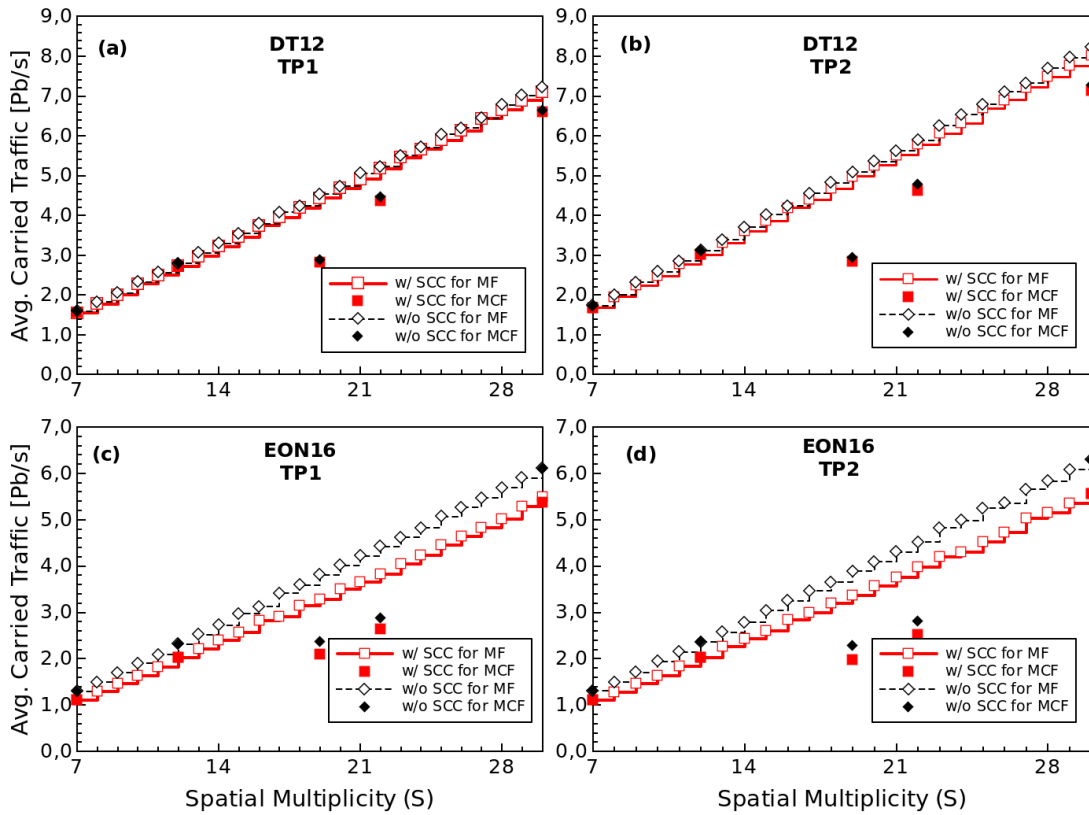 (a)
DT12
TP1
Avg. Carried Traffic [Pb/s]
9,0
8,0
7,0
6,0
5,0
4,0
3,0
2,0
1,0
0,0
7
14
21
28
w/ SCC for MF
w/ SCC for MCF
w/o SCC for MF
w/o SCC for MCF
(b)
DT12
TP2
9,0
8,0
7,0
6,0
5,0
4,0
3,0
2,0
1,0
0,0
7
14
21
28
w/ SCC for MF
w/ SCC for MCF
w/o SCC for MF
w/o SCC for MCF
(c)
EON16
TP1
Avg. Carried Traffic [Pb/s]
7,0
6,0
5,0
4,0
3,0
2,0
1,0
0,0
7
14
21
28
w/ SCC for MF
w/ SCC for MCF
w/o SCC for MF
w/o SCC for MCF
Spatial Multiplicity (S)
(d)
EON16
TP2
7,0
6,0
5,0
4,0
3,0
2,0
1,0
0,0
7
14
21
28
w/ SCC for MF
w/ SCC for MCF
w/o SCC for MF
w/o SCC for MCF
Spatial Multiplicity (S)